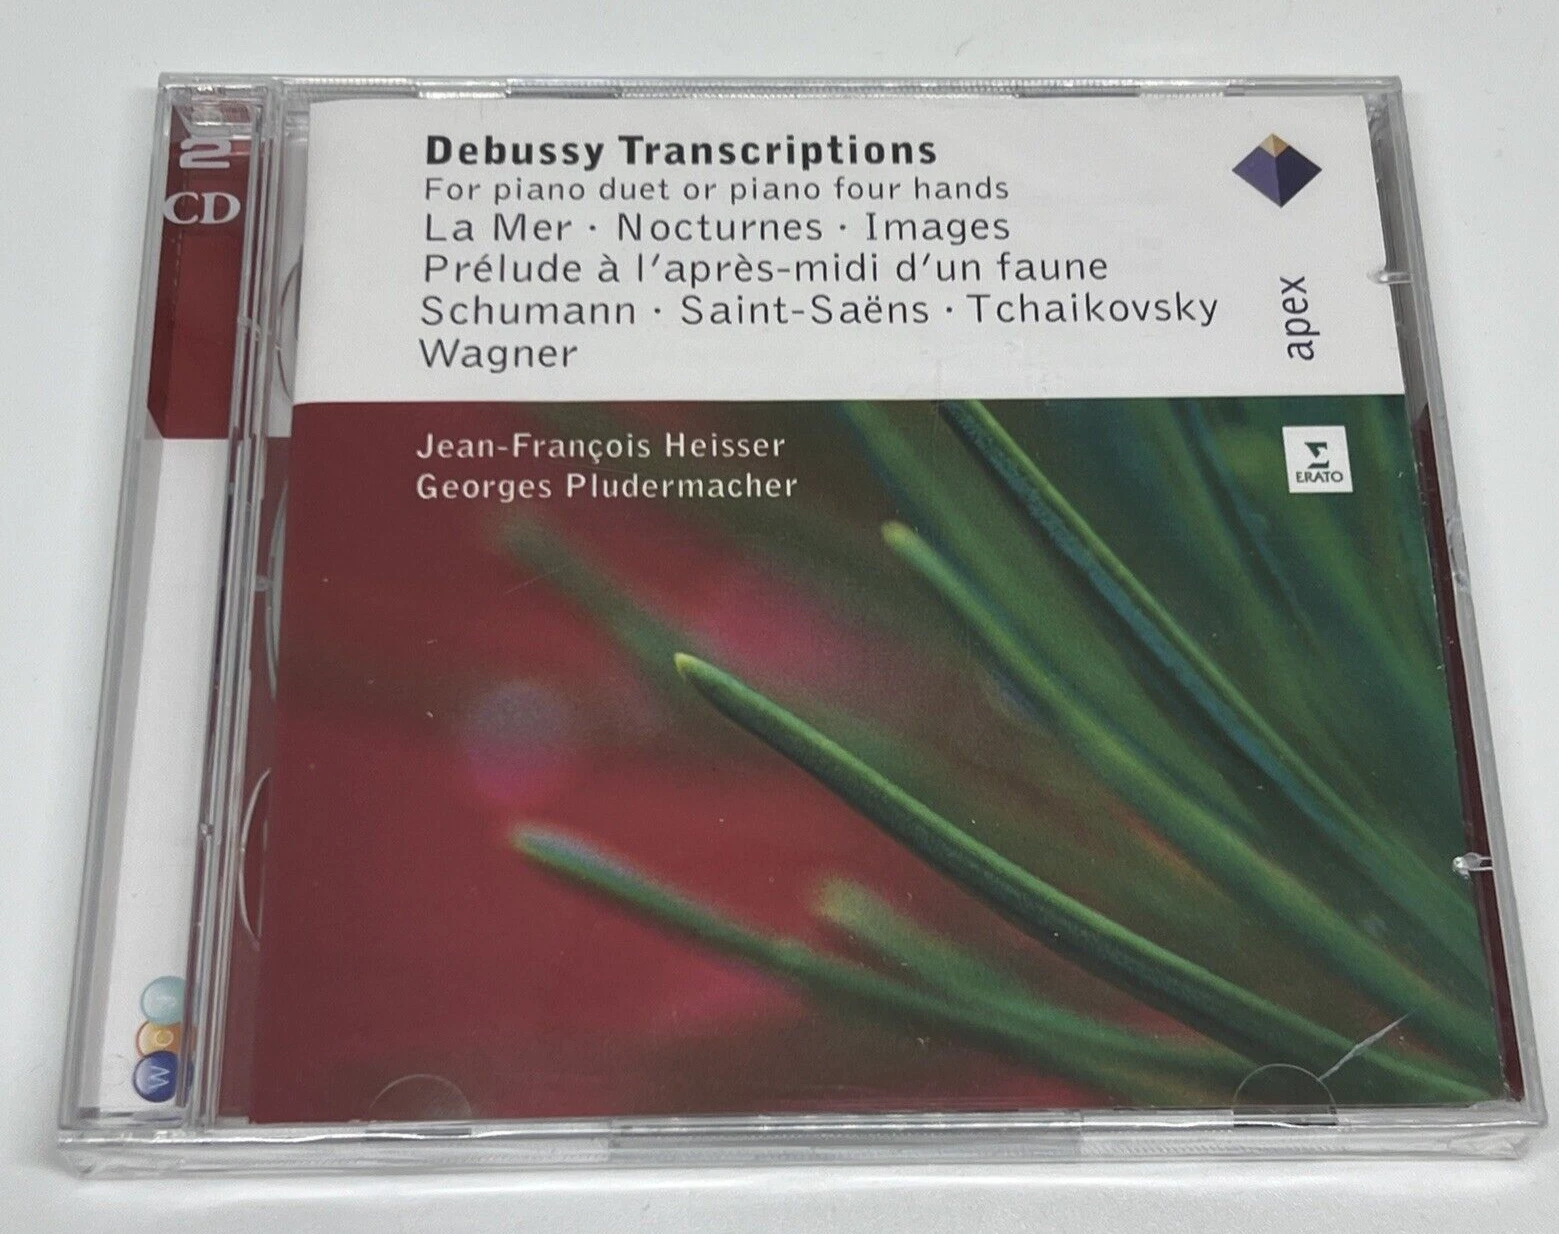 2
CD
Debussy Transcriptions
For piano duet or piano four hands
La Mer · Nocturnes · Images
Prélude à l'après-midi d'un faune
Schumann · Saint-Saëns · Tchaikovsky
Wagner
apex
Jean-François Heisser
Georges Pludermacher
ERATO
W
C
J